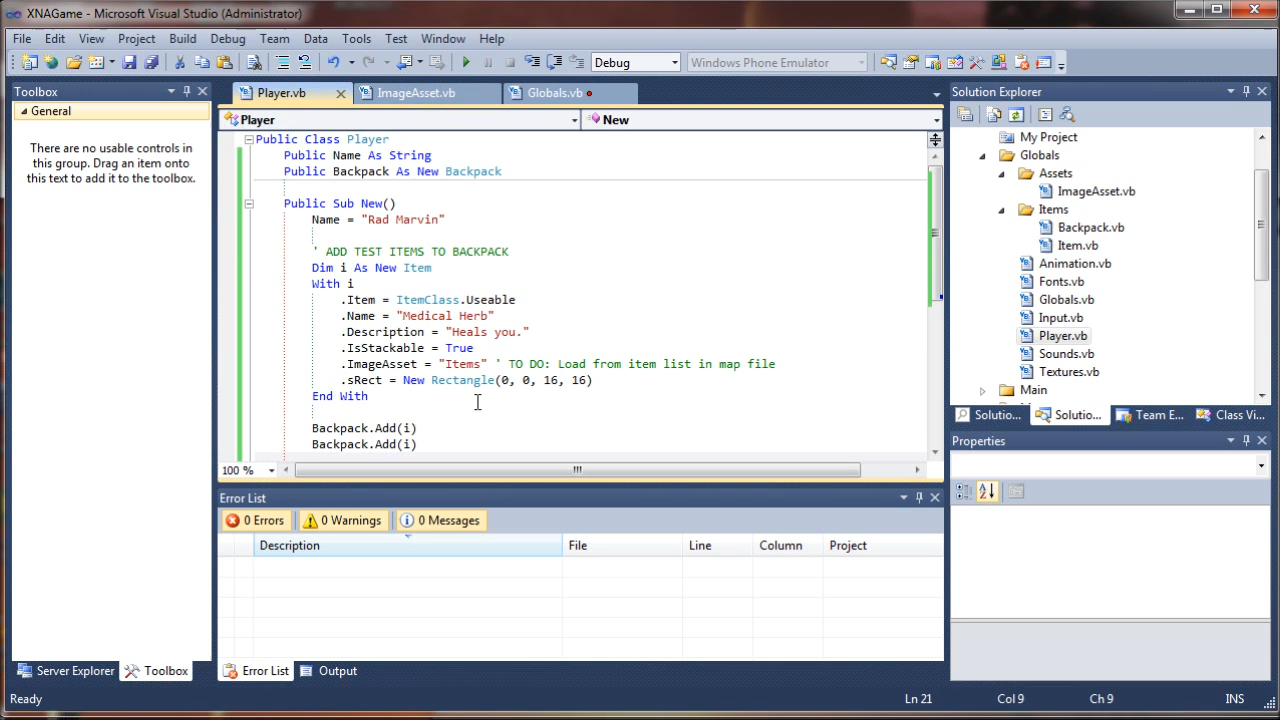 XNAGame - Microsoft Visual Studio (Administrator)
File Edit View Project Build Debug Team Data Tools Test Window Help
Debug Windows Phone Emulator
Toolbox
General
There are no usable controls in
this group. Drag an item onto
this text to add it to the toolbox.
Server Explorer Toolbox
Player.vb ImageAsset.vb Globals.vb
Player New
Public Class Player
Public Name As String
Public Backpack As New Backpack
Public Sub New()
Name = "Rad Marvin"
' ADD TEST ITEMS TO BACKPACK
Dim i As New Item
With i
.Item = ItemClass.Useable
.Name = "Medical Herb"
.Description = "Heals you."
.IsStackable = True
.ImageAsset = "Items" ' TO DO: Load from item list in map file
.sRect = New Rectangle(0, 0, 16, 16)
End With
Backpack.Add(i)
Backpack.Add(i)
100 %
Error List
0 Errors 0 Warnings 0 Messages
Description File Line Column Project
Error List Output
Solution Explorer
My Project
Globals
Assets
ImageAsset.vb
Items
Backpack.vb
Item.vb
Animation.vb
Fonts.vb
Globals.vb
Input.vb
Player.vb
Sounds.vb
Textures.vb
Main
Solutio... Solutio... Team E... Class Vi...
Properties
Ready Ln 21 Col 9 Ch 9 INS